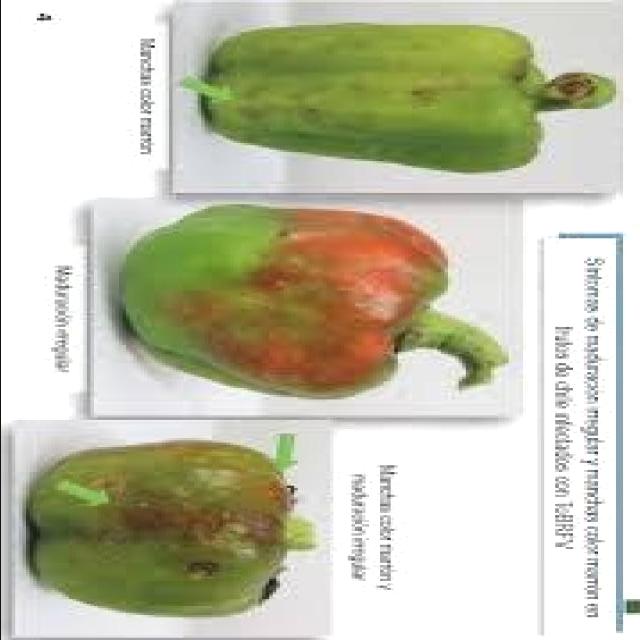 Síntomas de maduración irregular y manchas color marrón en
frutos de chile infectados con ToBRFV
Manchas color marrón
Maduración irregular
Manchas color marrón y
maduración irregular
4